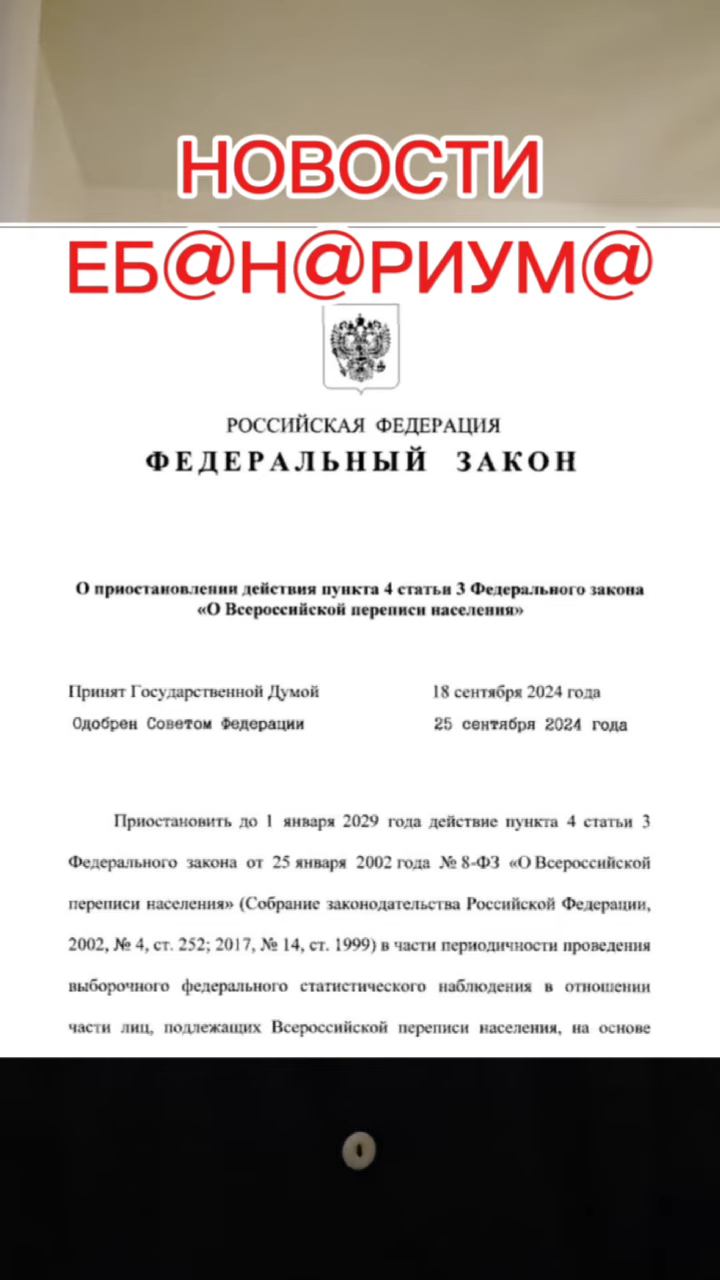 НОВОСТИ
ЕБ@Н@РИУМ@
РОССИЙСКАЯ ФЕДЕРАЦИЯ
ФЕДЕРАЛЬНЫЙ ЗАКОН
О приостановлении действия пункта 4 статьи 3 Федерального закона
«О Всероссийской переписи населения»
Принят Государственной Думой 18 сентября 2024 года
Одобрен Советом Федерации 25 сентября 2024 года
Приостановить до 1 января 2029 года действие пункта 4 статьи 3
Федерального закона от 25 января 2002 года № 8-ФЗ «О Всероссийской
переписи населения» (Собрание законодательства Российской Федерации,
2002, № 4, ст. 252; 2017, № 14, ст. 1999) в части периодичности проведения
выборочного федерального статистического наблюдения в отношении
части лиц, подлежащих Всероссийской переписи населения, на основе